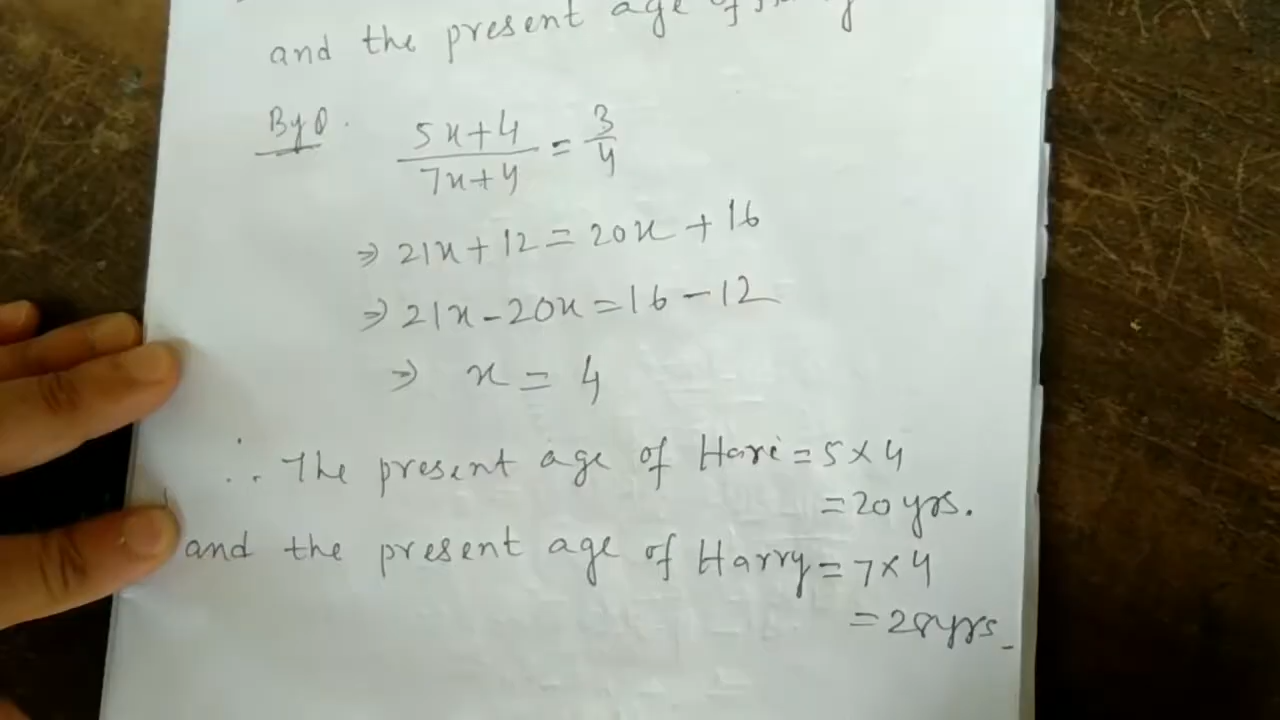 and the present age of
By Q. (5x+4)/(7x+4) = 3/4
⇒ 21x+12 = 20x + 16
⇒ 21x - 20x = 16 - 12
⇒ x = 4
∴ The present age of Hari = 5 × 4
= 20 yrs.
and the present age of Harry = 7 × 4
= 28 yrs